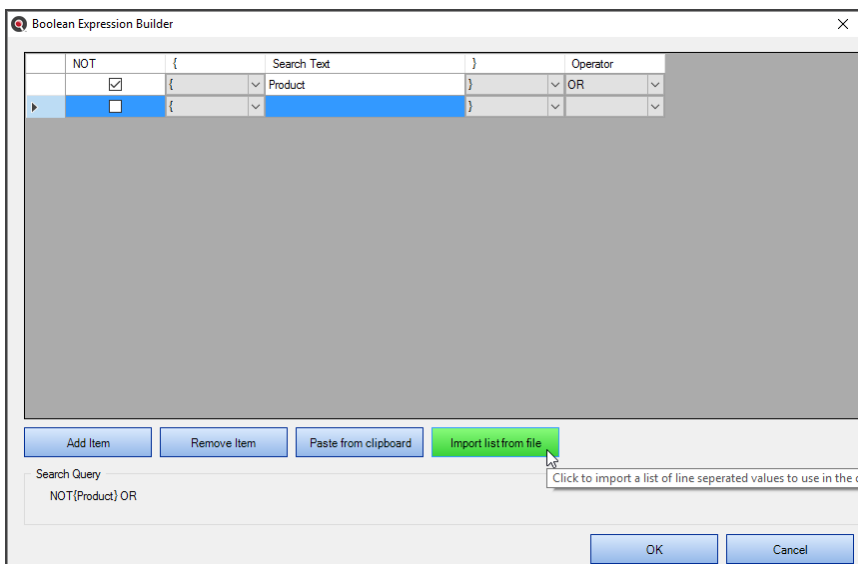 Boolean Expression Builder
NOT { Search Text } Operator
{ Product } OR
{ }
Add Item Remove Item Paste from clipboard Import list from file
Click to import a list of line seperated values to use in the
Search Query
NOT{Product} OR
OK Cancel